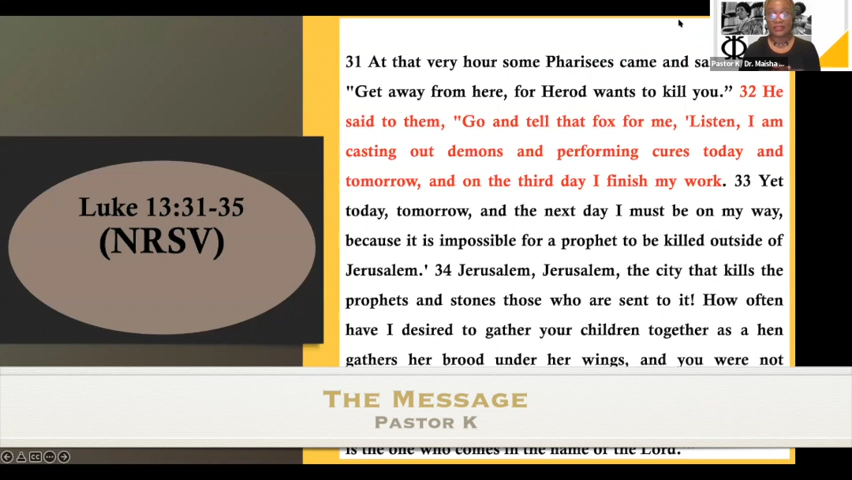 Luke 13:31-35
(NRSV)
31 At that very hour some Pharisees came and
"Get away from here, for Herod wants to kill you.” 32 He
said to them, "Go and tell that fox for me, 'Listen, I am
casting out demons and performing cures today and
tomorrow, and on the third day I finish my work. 33 Yet
today, tomorrow, and the next day I must be on my way,
because it is impossible for a prophet to be killed outside of
Jerusalem.' 34 Jerusalem, Jerusalem, the city that kills the
prophets and stones those who are sent to it! How often
have I desired to gather your children together as a hen
gathers her brood under her wings, and you were not
is the one who comes in the name of the Lord.'"
The Message
Pastor K
Pastor K/ Dr. Maisha ...